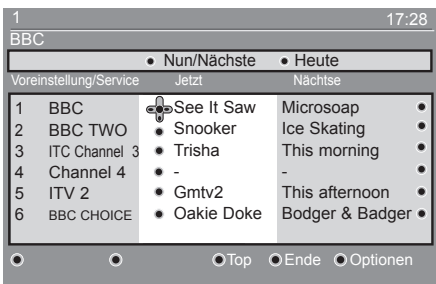 1 17:28
BBC
Nun/Nächste Heute
Voreinstellung/Service Jetzt Nächtse
1 BBC See It Saw Microsoap
2 BBC TWO Snooker Ice Skating
3 ITC Channel 3 Trisha This morning
4 Channel 4 - -
5 ITV 2 Gmtv2 This afternoon
6 BBC CHOICE Oakie Doke Bodger & Badger
Top Ende Optionen